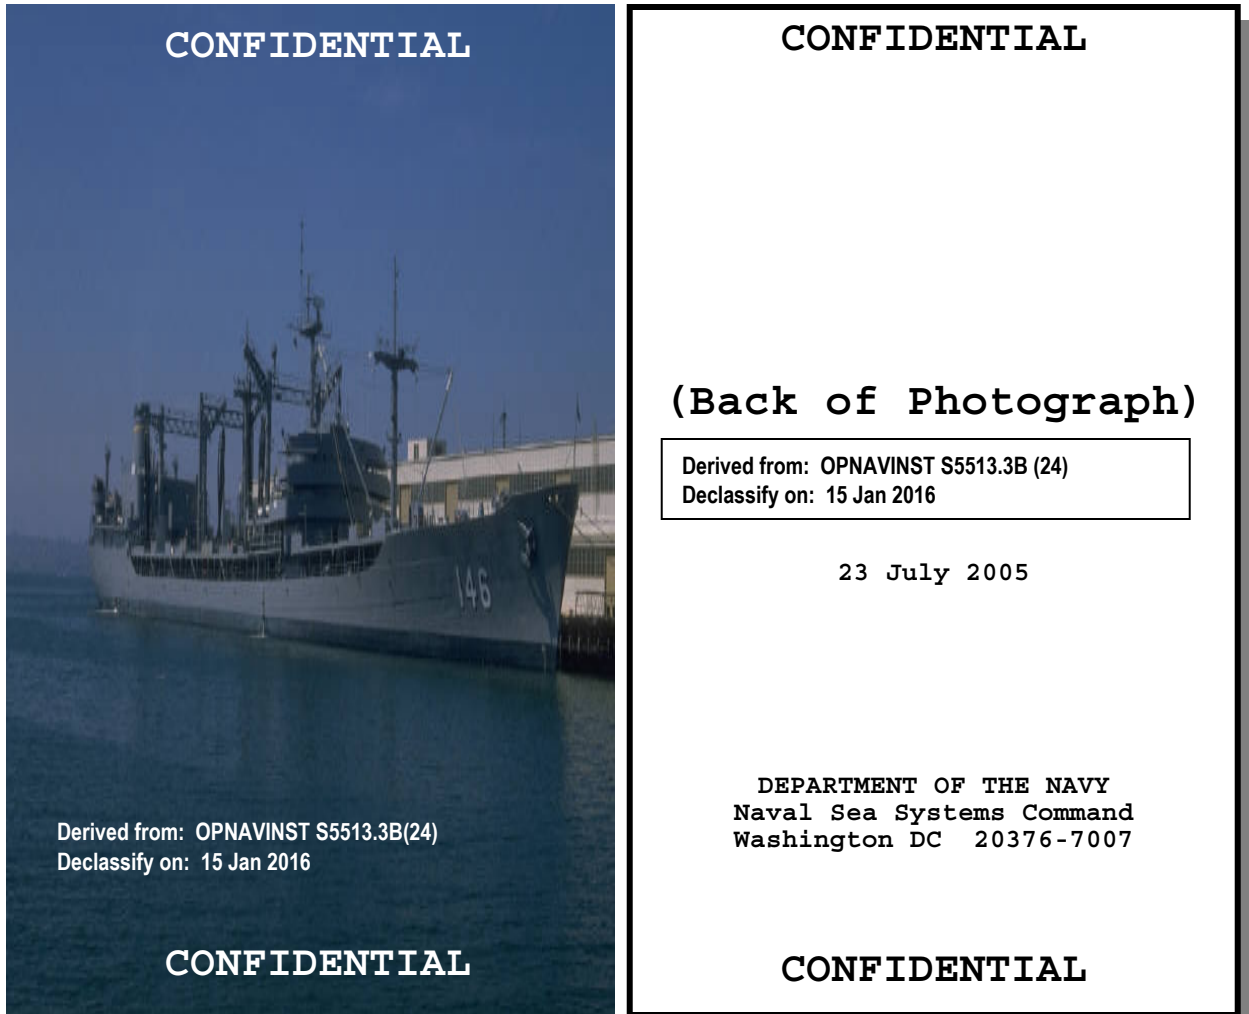 CONFIDENTIAL
146
Derived from: OPNAVINST S5513.3B(24)
Declassify on: 15 Jan 2016
CONFIDENTIAL
CONFIDENTIAL
(Back of Photograph)
Derived from: OPNAVINST S5513.3B (24)
Declassify on: 15 Jan 2016
23 July 2005
DEPARTMENT OF THE NAVY
Naval Sea Systems Command
Washington DC 20376-7007
CONFIDENTIAL